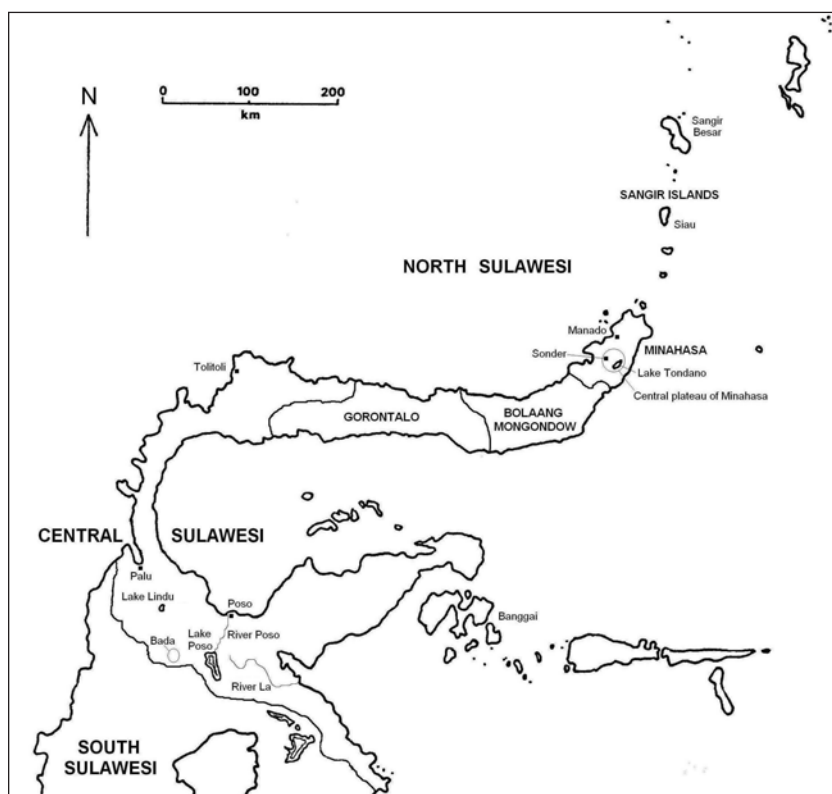 N
0 100 200
km
Sangir
Besar
SANGIR ISLANDS
Siau
NORTH SULAWESI
Manado
MINAHASA
Sonder
Lake Tondano
Tolitoli
Central plateau of Minahasa
GORONTALO
BOLAANG
MONGONDOW
CENTRAL SULAWESI
Palu
Lake Lindu
Poso
Banggai
Bada
Lake
Poso
River Poso
River La
SOUTH
SULAWESI